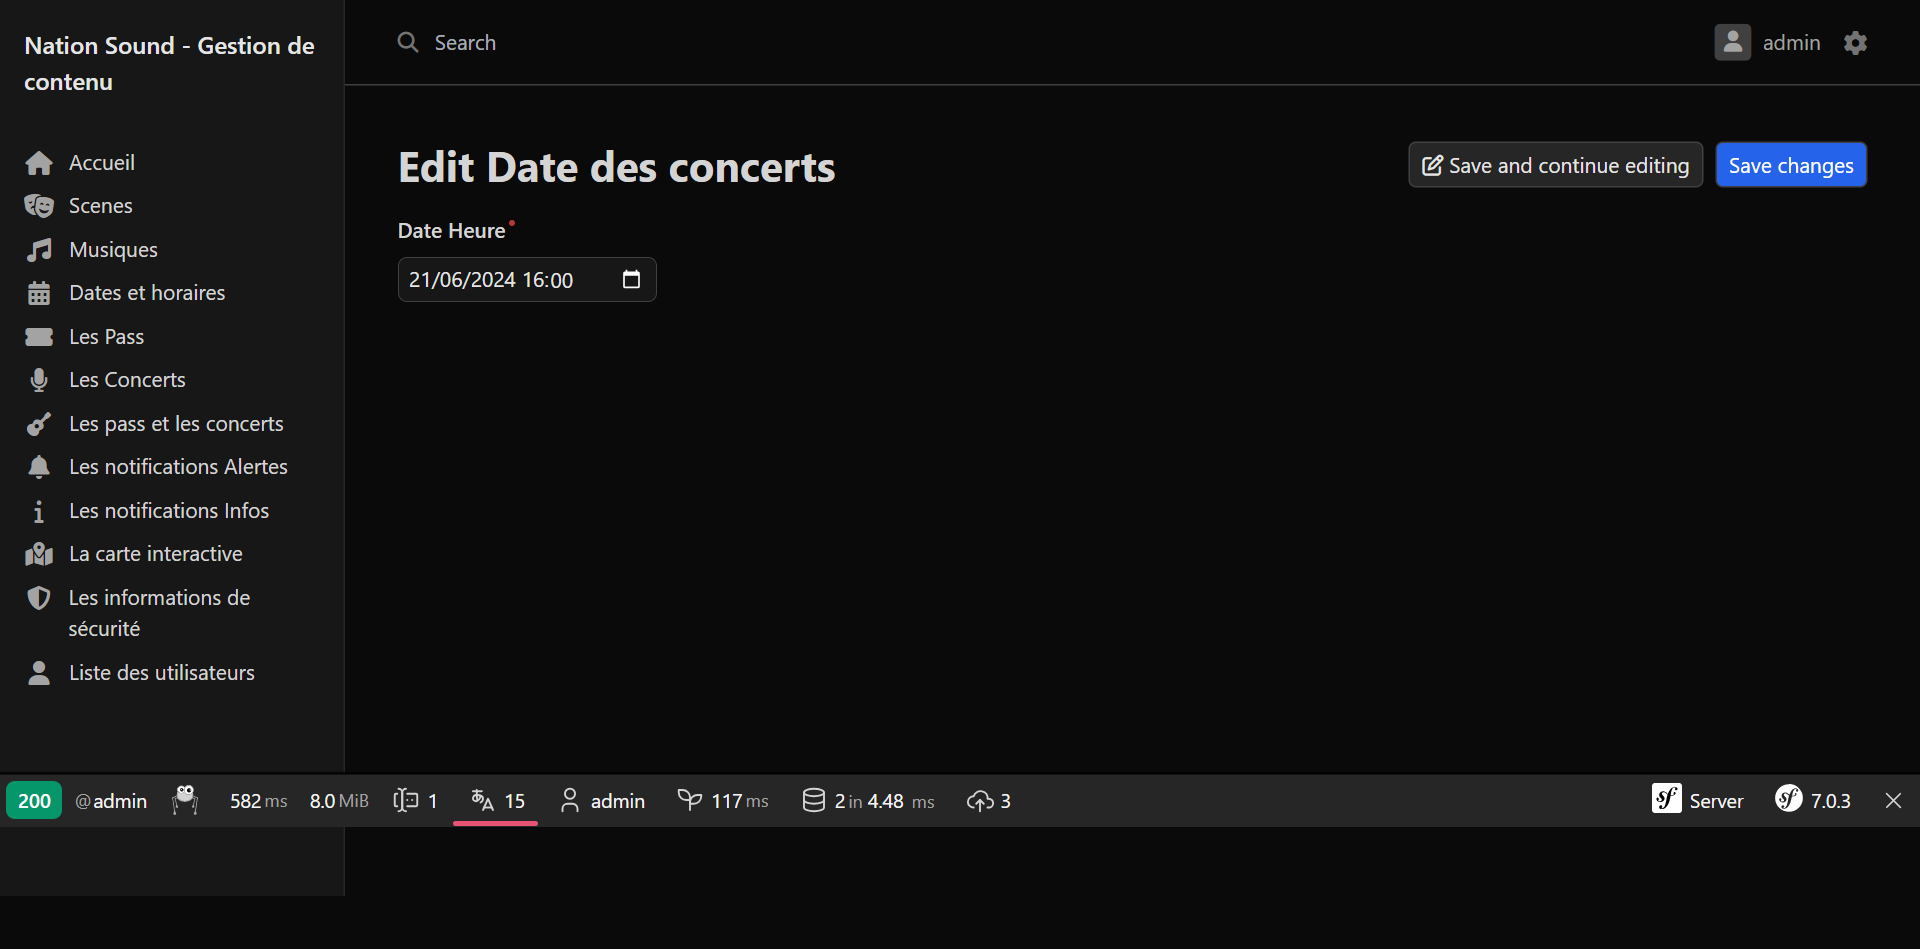 Nation Sound - Gestion de
contenu
Search
admin
Accueil
Scenes
Musiques
Dates et horaires
Les Pass
Les Concerts
Les pass et les concerts
Les notifications Alertes
Les notifications Infos
La carte interactive
Les informations de
sécurité
Liste des utilisateurs
Edit Date des concerts
Save and continue editing
Save changes
Date Heure
21/06/2024 16:00
200 @admin 582 ms 8.0 MiB 1 15 admin 117 ms 2 in 4.48 ms 3 Server 7.0.3